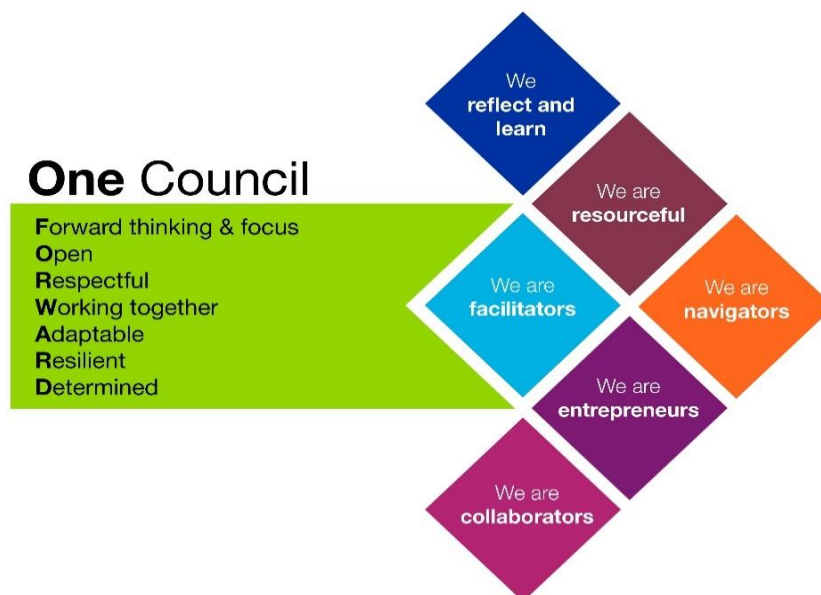 One Council
Forward thinking & focus
Open
Respectful
Working together
Adaptable
Resilient
Determined
We
reflect and
learn
We are
resourceful
We are
facilitators
We are
navigators
We are
entrepreneurs
We are
collaborators